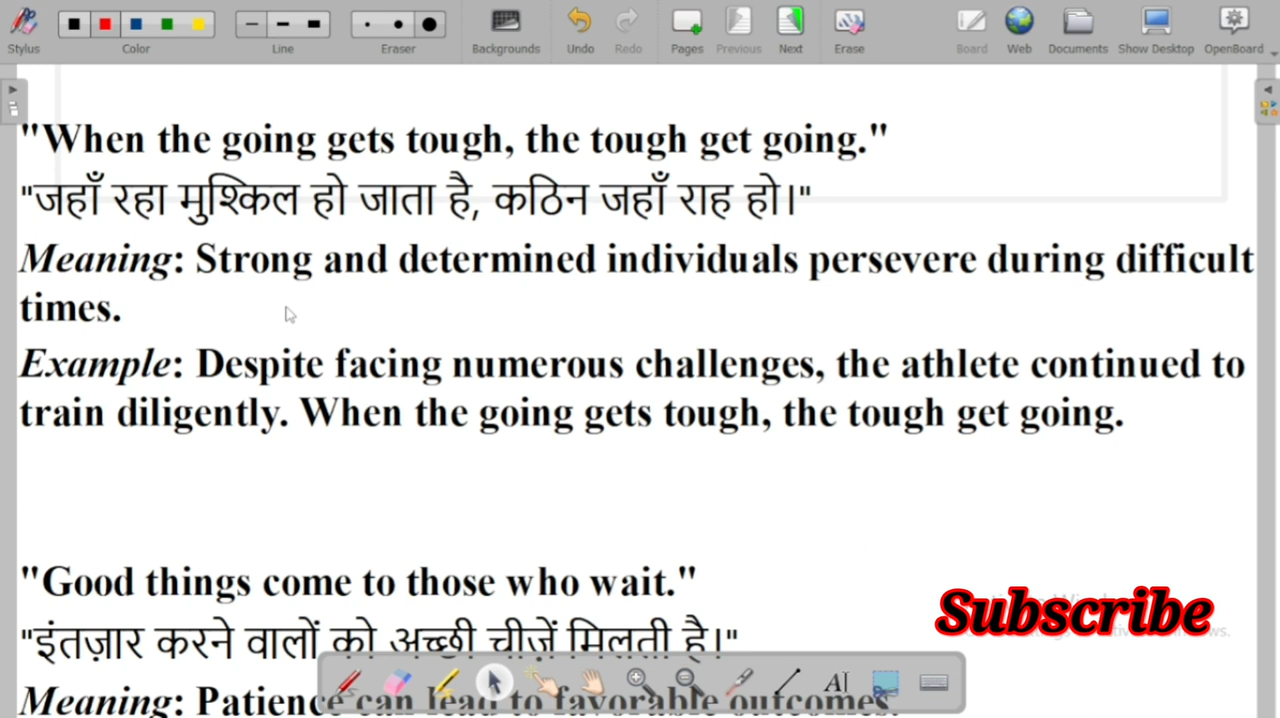 Stylus Color Line Eraser Backgrounds Undo Redo Pages Previous Next Erase Board Web Documents Show Desktop OpenBoard
"When the going gets tough, the tough get going."
"जहाँ रहा मुश्किल हो जाता है, कठिन जहाँ राह हो।"
Meaning: Strong and determined individuals persevere during difficult
times.
Example: Despite facing numerous challenges, the athlete continued to
train diligently. When the going gets tough, the tough get going.
"Good things come to those who wait."
Subscribe
"इंतज़ार करने वालों को अच्छी चीज़ें मिलती है।"
Meaning: Patience can lead to favorable outcomes.